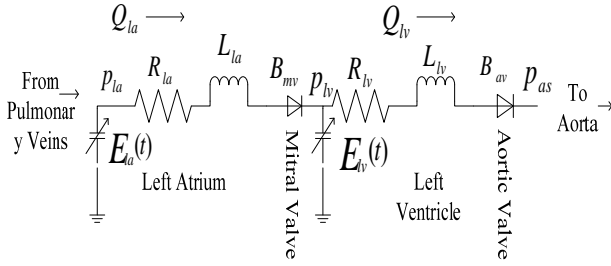 Q_la
Q_lv
L_la
L_lv
From
Pulmonar
y Veins
p_la
R_la
B_mv
p_lv
R_lv
B_av
p_as
To
Aorta
E_la(t)
E_lv(t)
Left Atrium
Mitral Valve
Left
Ventricle
Aortic Valve